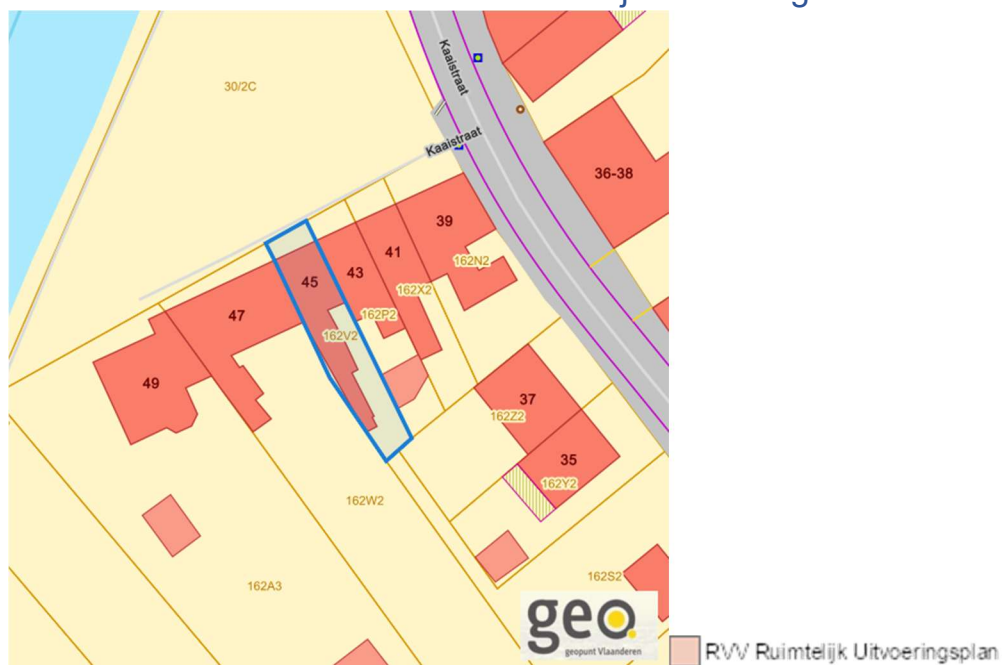 30/2C
Kaaistraat
Kaaistraat
36-38
39
162N2
41
162X2
43
162P2
45
162V2
47
49
37
162Z2
35
162Y2
162W2
162A3
162S2
geo.
geopunt Vlaanderen
RVV Ruimtelijk Uitvoeringsplan